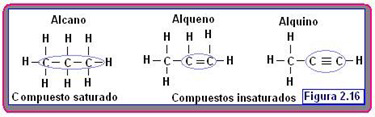 Alcano Alqueno Alquino
H H H H H H H
H - C - C - C - H H - C - C = C - H H - C - C ≡ C - H
H H H H H
Compuesto saturado Compuestos insaturados Figura 2.16